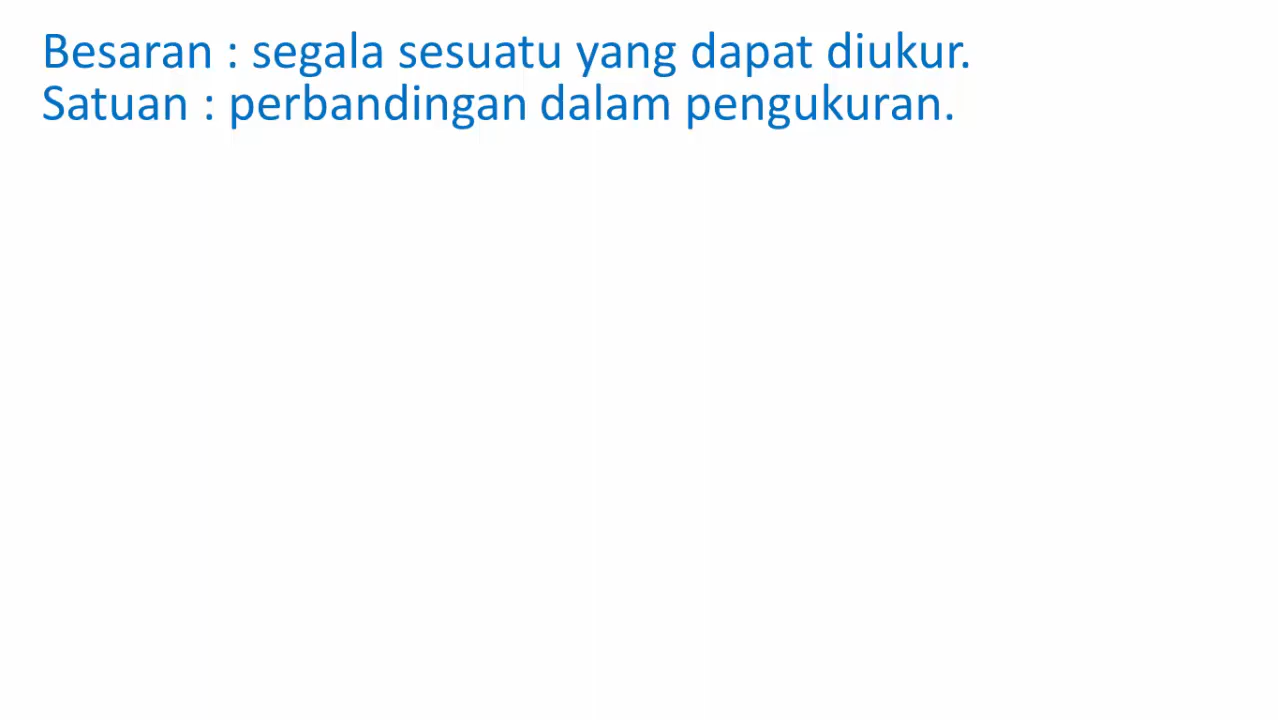 Besaran : segala sesuatu yang dapat diukur.
Satuan : perbandingan dalam pengukuran.